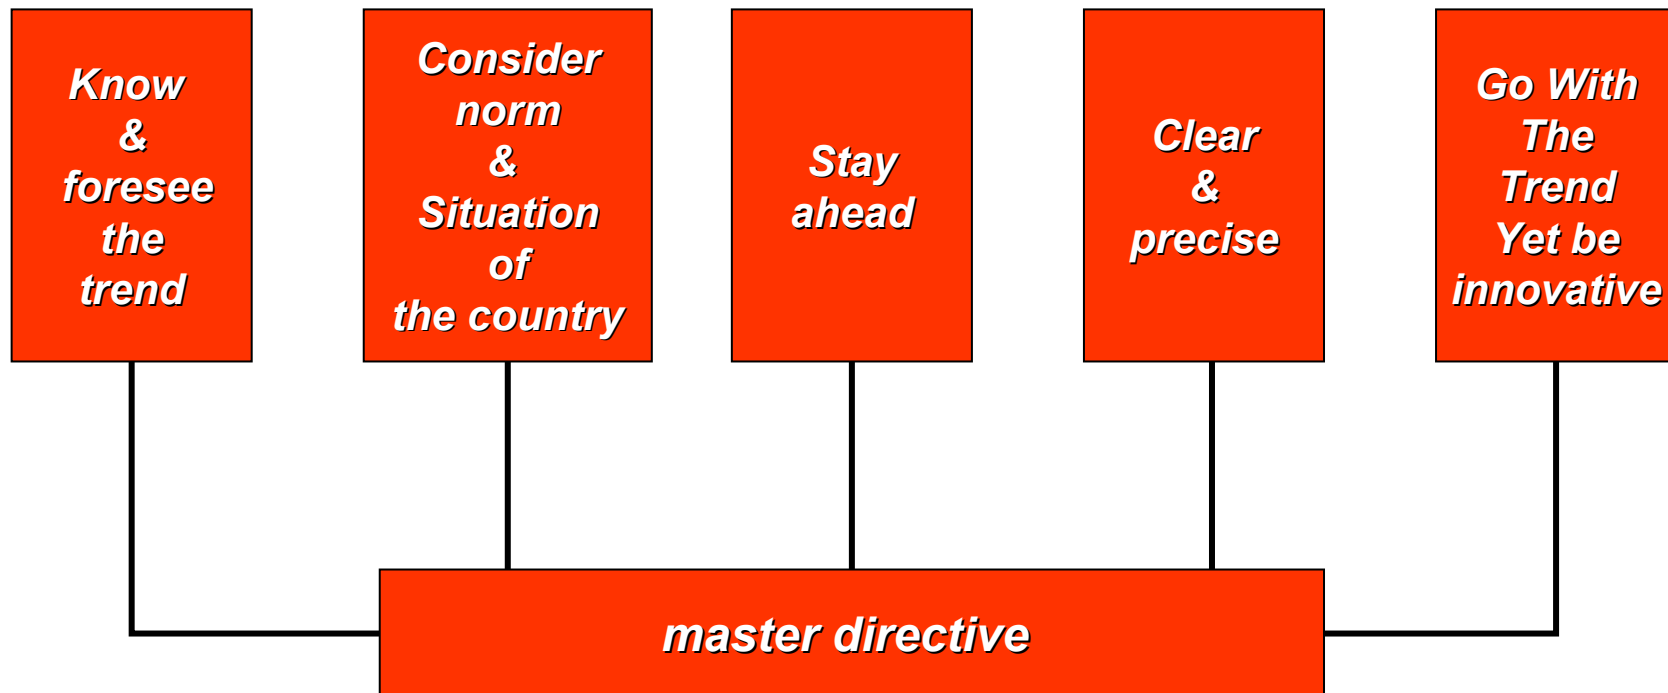 Know
&
foresee
the
trend
Consider
norm
&
Situation
of
the country
Stay
ahead
Clear
&
precise
Go With
The
Trend
Yet be
innovative
master directive